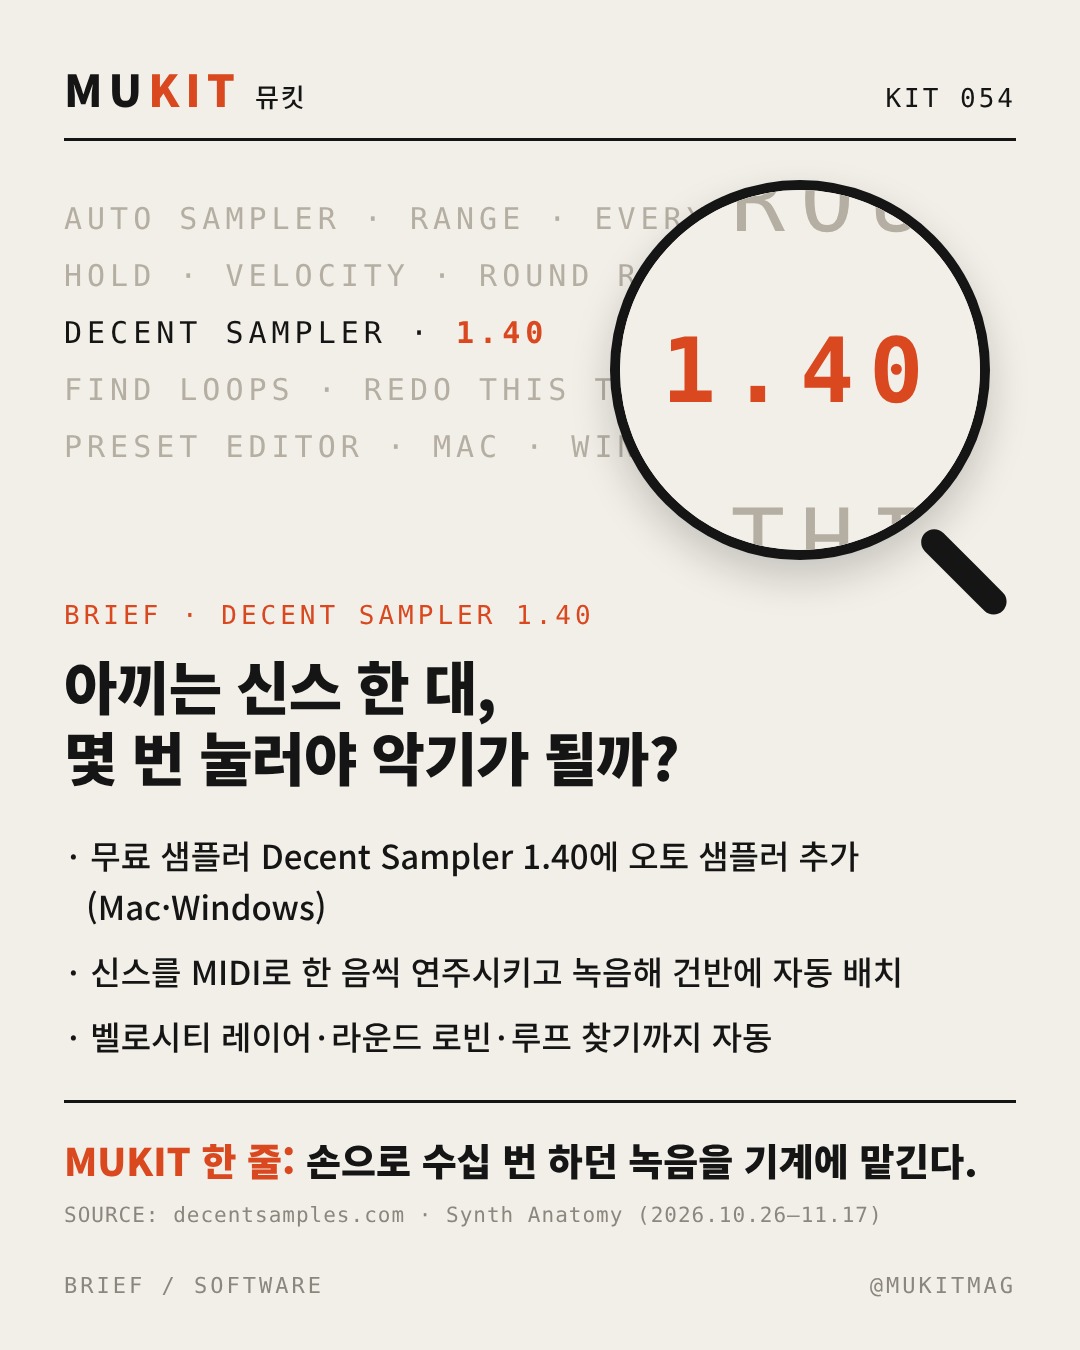 MUKIT 뮤킷
KIT 054
AUTO SAMPLER · RANGE · EVERY
HOLD · VELOCITY · ROUND R
DECENT SAMPLER · 1.40
FIND LOOPS · REDO THIS T
PRESET EDITOR · MAC · WIN
ROU
1.40
THI
BRIEF · DECENT SAMPLER 1.40
아끼는 신스 한 대,
몇 번 눌러야 악기가 될까?
· 무료 샘플러 Decent Sampler 1.40에 오토 샘플러 추가
(Mac·Windows)
· 신스를 MIDI로 한 음씩 연주시키고 녹음해 건반에 자동 배치
· 벨로시티 레이어·라운드 로빈·루프 찾기까지 자동
MUKIT 한 줄: 손으로 수십 번 하던 녹음을 기계에 맡긴다.
SOURCE: decentsamples.com · Synth Anatomy (2026.10.26–11.17)
BRIEF / SOFTWARE
@MUKITMAG